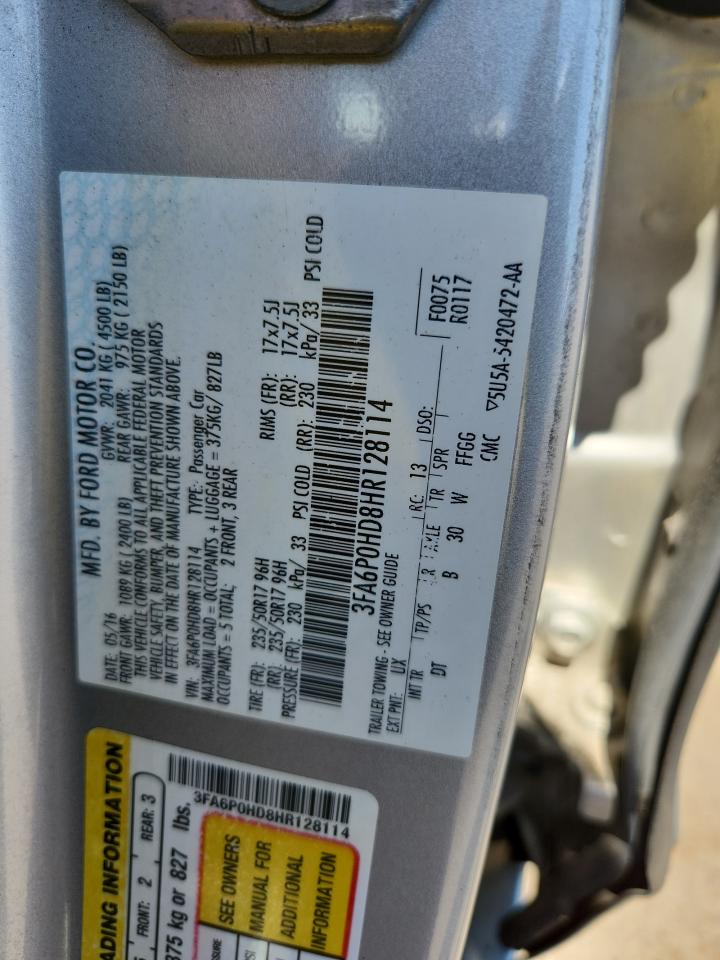 MFD. BY FORD MOTOR CO.
DATE: 05/16 GVWR: 2041 KG ( 4500 LB)
FRONT GAWR: 1089 KG ( 2400 LB) REAR GAWR: 975 KG ( 2150 LB)
THIS VEHICLE CONFORMS TO ALL APPLICABLE FEDERAL MOTOR
VEHICLE SAFETY, BUMPER, AND THEFT PREVENTION STANDARDS
IN EFFECT ON THE DATE OF MANUFACTURE SHOWN ABOVE.
VIN: 3FA6P0HD8HR128114 TYPE: Passenger Car
MAXIMUM LOAD = OCCUPANTS + LUGGAGE = 375KG/ 827LB
OCCUPANTS = 5 TOTAL: 2 FRONT, 3 REAR
TIRE (FR): 235/50R17 96H RIMS (FR): 17x7.5J
(RR): 235/50R17 96H (RR): 17x7.5J
PRESSURE (FR): 230 kPa/ 33 PSI COLD (RR): 230 kPa/ 33 PSI COLD
3FA6P0HD8HR128114
TRAILER TOWING - SEE OWNER GUIDE F0075
EXT PNT: UX RC: 13 DSO: R0117
INT TR TP/PS R AXLE TR SPR
DT B 30 W FFGG
CMC ▽5U5A-5420472-AA
ADING INFORMATION
FRONT: 2 REAR: 3
375 kg or 827 lbs.
3FA6P0HD8HR128114
SEE OWNERS
MANUAL FOR
ADDITIONAL
INFORMATION